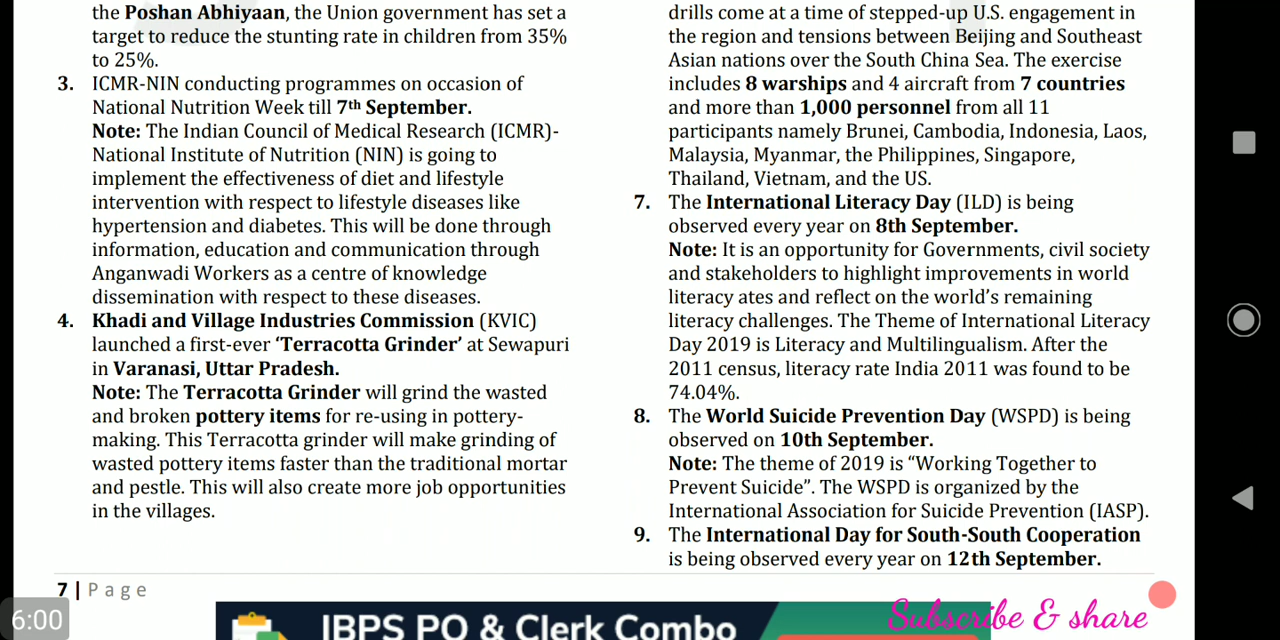 the Poshan Abhiyaan, the Union government has set a
target to reduce the stunting rate in children from 35%
to 25%.
3. ICMR-NIN conducting programmes on occasion of
National Nutrition Week till 7th September.
Note: The Indian Council of Medical Research (ICMR)-
National Institute of Nutrition (NIN) is going to
implement the effectiveness of diet and lifestyle
intervention with respect to lifestyle diseases like
hypertension and diabetes. This will be done through
information, education and communication through
Anganwadi Workers as a centre of knowledge
dissemination with respect to these diseases.
4. Khadi and Village Industries Commission (KVIC)
launched a first-ever ‘Terracotta Grinder’ at Sewapuri
in Varanasi, Uttar Pradesh.
Note: The Terracotta Grinder will grind the wasted
and broken pottery items for re-using in pottery-
making. This Terracotta grinder will make grinding of
wasted pottery items faster than the traditional mortar
and pestle. This will also create more job opportunities
in the villages.
drills come at a time of stepped-up U.S. engagement in
the region and tensions between Beijing and Southeast
Asian nations over the South China Sea. The exercise
includes 8 warships and 4 aircraft from 7 countries
and more than 1,000 personnel from all 11
participants namely Brunei, Cambodia, Indonesia, Laos,
Malaysia, Myanmar, the Philippines, Singapore,
Thailand, Vietnam, and the US.
7. The International Literacy Day (ILD) is being
observed every year on 8th September.
Note: It is an opportunity for Governments, civil society
and stakeholders to highlight improvements in world
literacy ates and reflect on the world’s remaining
literacy challenges. The Theme of International Literacy
Day 2019 is Literacy and Multilingualism. After the
2011 census, literacy rate India 2011 was found to be
74.04%.
8. The World Suicide Prevention Day (WSPD) is being
observed on 10th September.
Note: The theme of 2019 is “Working Together to
Prevent Suicide”. The WSPD is organized by the
International Association for Suicide Prevention (IASP).
9. The International Day for South-South Cooperation
is being observed every year on 12th September.
7 | Page
6:00
IBPS PO & Clerk Combo
Subscribe & share